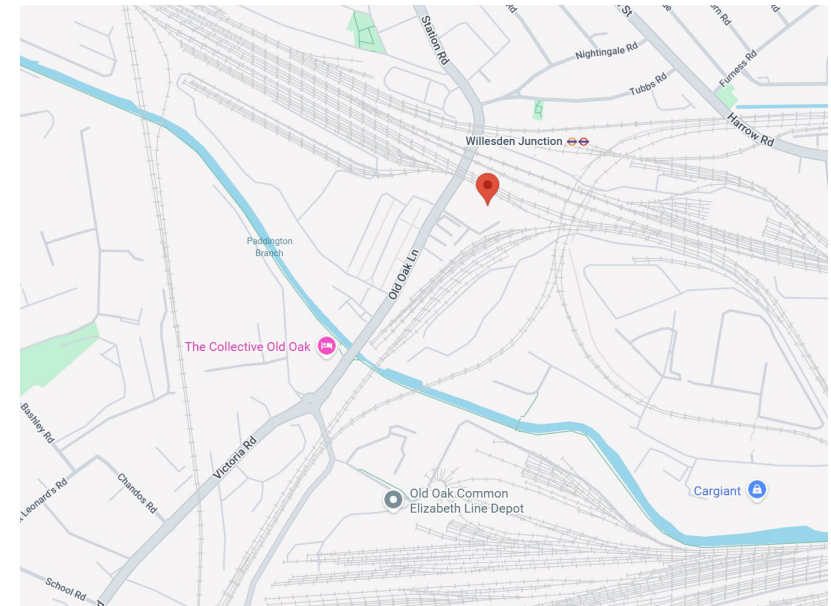 Station Rd
Rd
St
Rd
Nightingale Rd
Furness Rd
Tubbs Rd
Harrow Rd
Willesden Junction
Paddington
Branch
Old Oak Ln
The Collective Old Oak
Bashley Rd
Victoria Rd
Chandos Rd
Leonard's Rd
Old Oak Common
Elizabeth Line Depot
Cargiant
School Rd